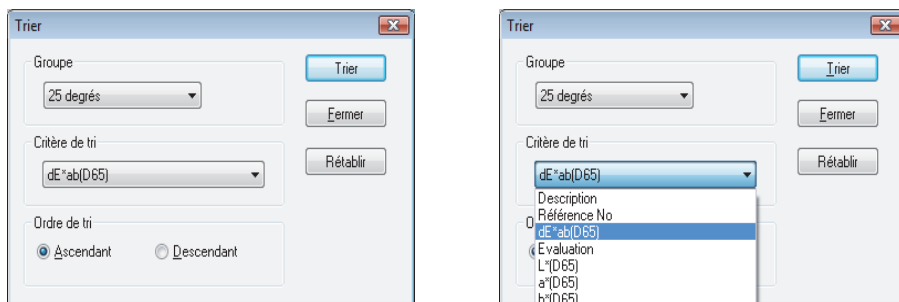 Trier
Groupe
25 degrés
Trier
Fermer
Critère de tri
dE*ab(D65)
Rétablir
Ordre de tri
Ascendant
Descendant
Trier
Groupe
25 degrés
Trier
Fermer
Critère de tri
dE*ab(D65)
Rétablir
Description
Référence No
dE*ab(D65)
Evaluation
L*(D65)
a*(D65)
b*(D65)
O